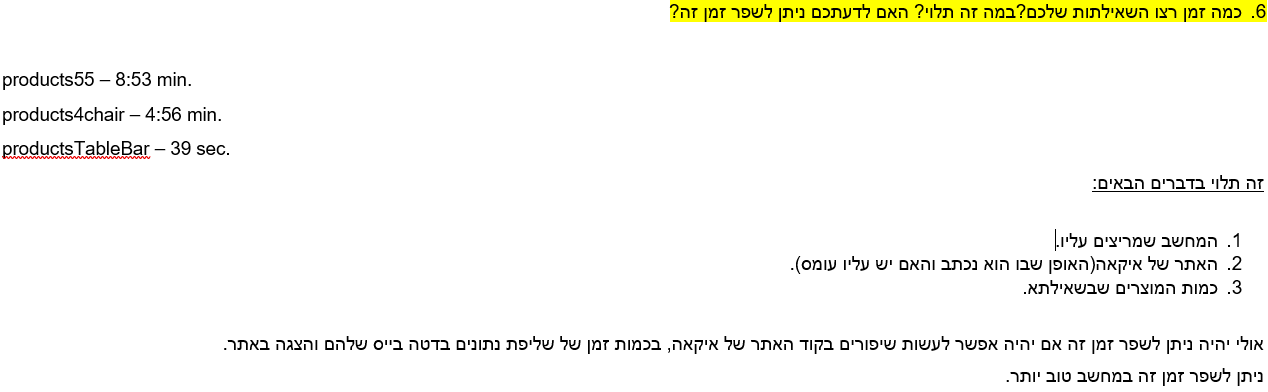 6. כמה זמן רצו השאילתות שלכם?במה זה תלוי? האם לדעתכם ניתן לשפר זמן זה?
products55 – 8:53 min.
products4chair – 4:56 min.
productsTableBar – 39 sec.
זה תלוי בדברים הבאים:
1. המחשב שמריצים עליו.
2. האתר של איקאה(האופן שבו הוא נכתב והאם יש עליו עומס).
3. כמות המוצרים שבשאילתא.
אולי יהיה ניתן לשפר זמן זה אם יהיה אפשר לעשות שיפורים בקוד האתר של איקאה, בכמות זמן של שליפת נתונים בדטה בייס שלהם והצגה באתר.
ניתן לשפר זמן זה במחשב טוב יותר.